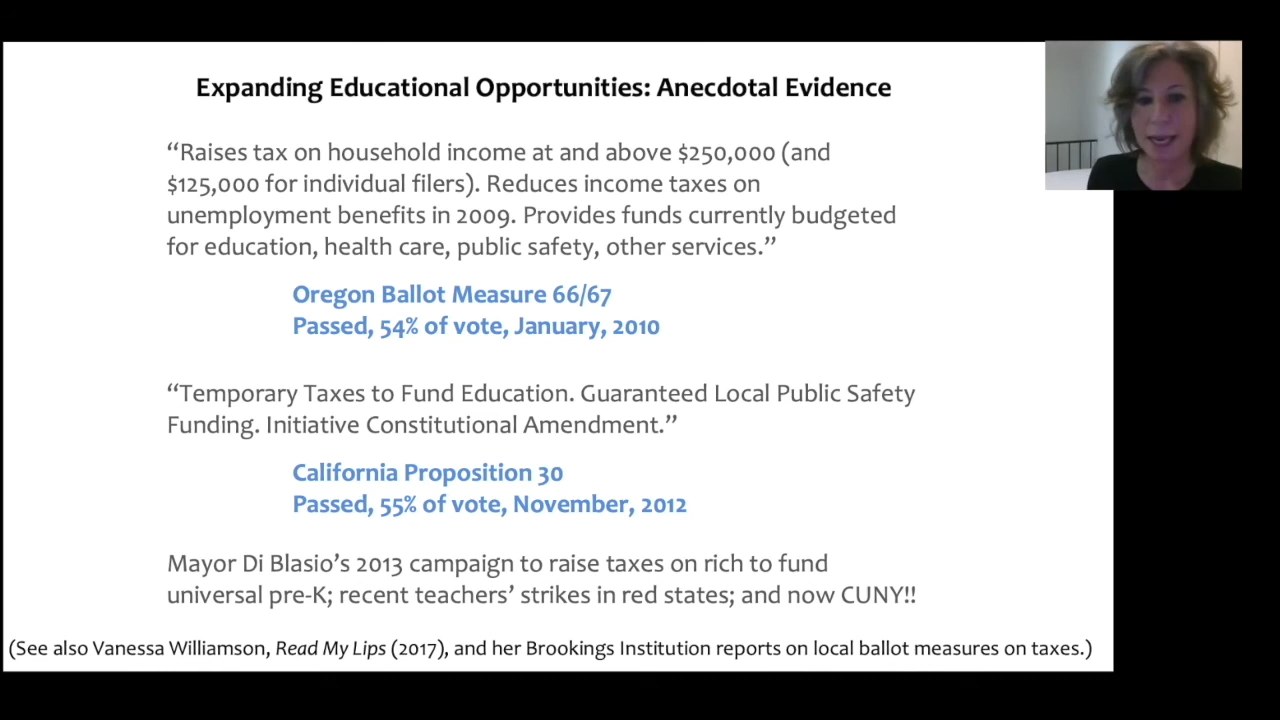 Expanding Educational Opportunities: Anecdotal Evidence
“Raises tax on household income at and above $250,000 (and
$125,000 for individual filers). Reduces income taxes on
unemployment benefits in 2009. Provides funds currently budgeted
for education, health care, public safety, other services.”
Oregon Ballot Measure 66/67
Passed, 54% of vote, January, 2010
“Temporary Taxes to Fund Education. Guaranteed Local Public Safety
Funding. Initiative Constitutional Amendment.”
California Proposition 30
Passed, 55% of vote, November, 2012
Mayor Di Blasio’s 2013 campaign to raise taxes on rich to fund
universal pre-K; recent teachers’ strikes in red states; and now CUNY!!
(See also Vanessa Williamson, Read My Lips (2017), and her Brookings Institution reports on local ballot measures on taxes.)